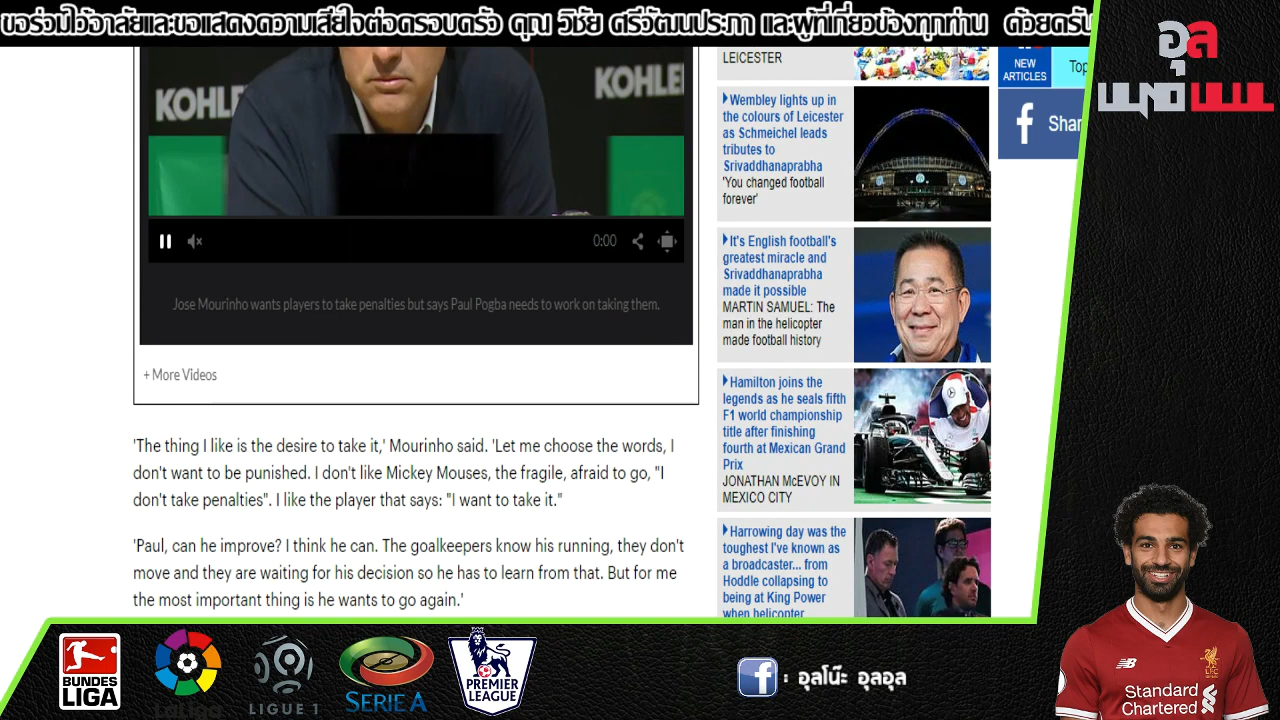 ขอร่วมไว้อาลัยและขอแสดงความเสียใจต่อครอบครัว คุณ วิชัย ศรีวัฒนประภา และผู้ที่เกี่ยวข้องทุกท่าน ด้วยครับ
อุล
KOHLE
KOHLER
LEICESTER
NEW
ARTICLES
Top
Wembley lights up in
the colours of Leicester
as Schmeichel leads
tributes to
Srivaddhanaprabha
'You changed football
forever'
Shar
0:00
It's English football's
greatest miracle and
Srivaddhanaprabha
made it possible
MARTIN SAMUEL: The
man in the helicopter
made football history
Jose Mourinho wants players to take penalties but says Paul Pogba needs to work on taking them.
+ More Videos
Hamilton joins the
legends as he seals fifth
F1 world championship
title after finishing
fourth at Mexican Grand
Prix
JONATHAN McEVOY IN
MEXICO CITY
'The thing I like is the desire to take it,' Mourinho said. 'Let me choose the words, I
don't want to be punished. I don't like Mickey Mouses, the fragile, afraid to go, "I
don't take penalties". I like the player that says: "I want to take it."
Harrowing day was the
toughest I've known as
a broadcaster... from
Hoddle collapsing to
being at King Power
when helicopter
'Paul, can he improve? I think he can. The goalkeepers know his running, they don't
move and they are waiting for his decision so he has to learn from that. But for me
the most important thing is he wants to go again.'
BUNDES
LIGA
LaLiga
LIGUE 1
SERIE A
PREMIER
LEAGUE
: อุลโน๊ะ อุลอุล
Standard
Chartered